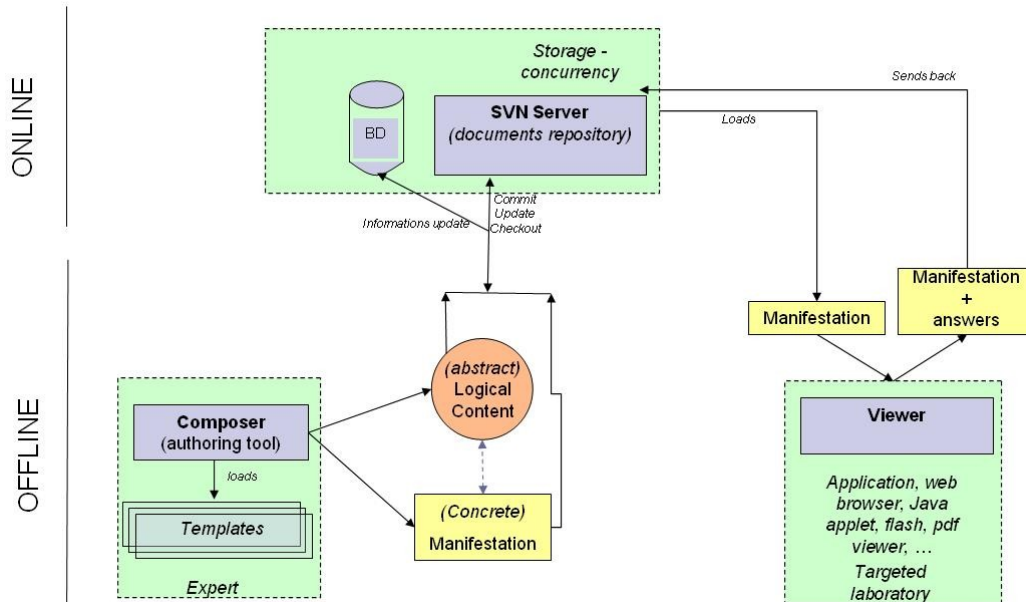 ONLINE
Storage -
concurrency
BD
SVN Server
(documents repository)
Sends back
Loads
Informations update
Commit
Update
Checkout
OFFLINE
Manifestation
Manifestation
+
answers
(abstract)
Logical
Content
Composer
(authoring tool)
loads
Templates
Expert
(Concrete)
Manifestation
Viewer
Application, web
browser, Java
applet, flash, pdf
viewer, ...
Targeted
laboratory